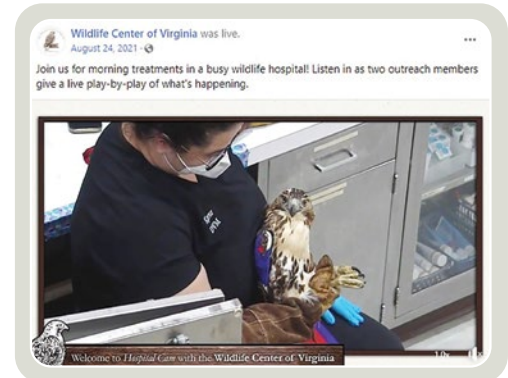 Wildlife Center of Virginia was live.
August 24, 2021 ·
Join us for morning treatments in a busy wildlife hospital! Listen in as two outreach members
give a live play-by-play of what's happening.
DVM
Welcome to Hospital Cam with the Wildlife Center of Virginia